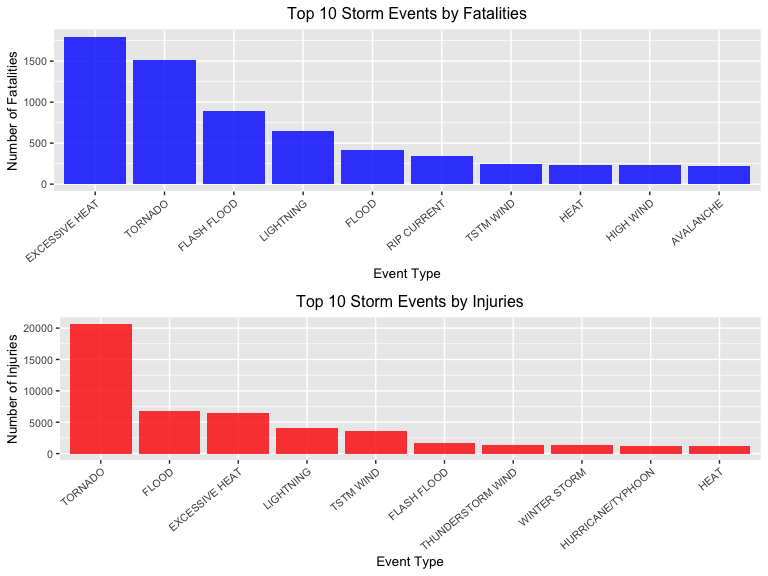 Top 10 Storm Events by Fatalities
Number of Fatalities
1500
1000
500
0
EXCESSIVE HEAT
TORNADO
FLASH FLOOD
LIGHTNING
FLOOD
RIP CURRENT
TSTM WIND
HEAT
HIGH WIND
AVALANCHE
Event Type
Top 10 Storm Events by Injuries
Number of Injuries
20000
15000
10000
5000
0
TORNADO
FLOOD
EXCESSIVE HEAT
LIGHTNING
TSTM WIND
FLASH FLOOD
THUNDERSTORM WIND
WINTER STORM
HURRICANE/TYPHOON
HEAT
Event Type